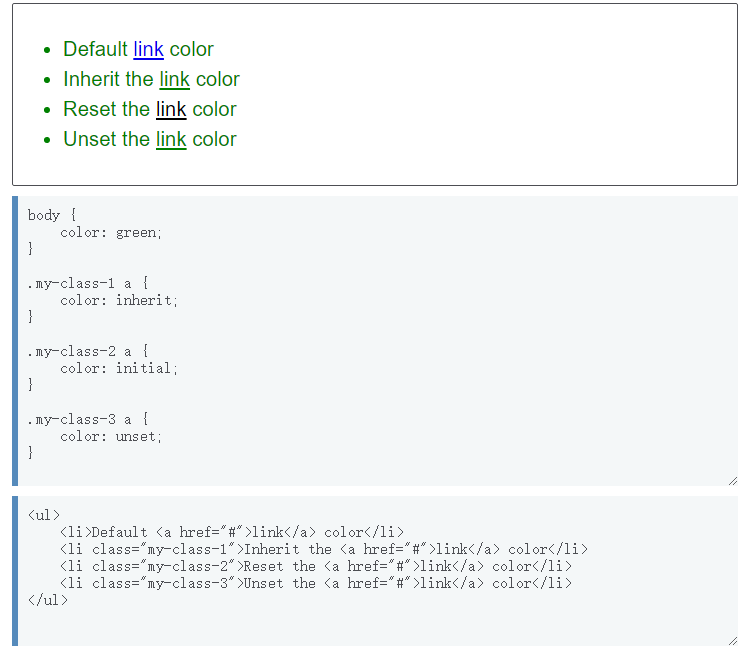 Default link color
Inherit the link color
Reset the link color
Unset the link color
body {
    color: green;
}
.my-class-1 a {
    color: inherit;
}
.my-class-2 a {
    color: initial;
}
.my-class-3 a {
    color: unset;
}
<ul>
    <li>Default <a href="#">link</a> color</li>
    <li class="my-class-1">Inherit the <a href="#">link</a> color</li>
    <li class="my-class-2">Reset the <a href="#">link</a> color</li>
    <li class="my-class-3">Unset the <a href="#">link</a> color</li>
</ul>